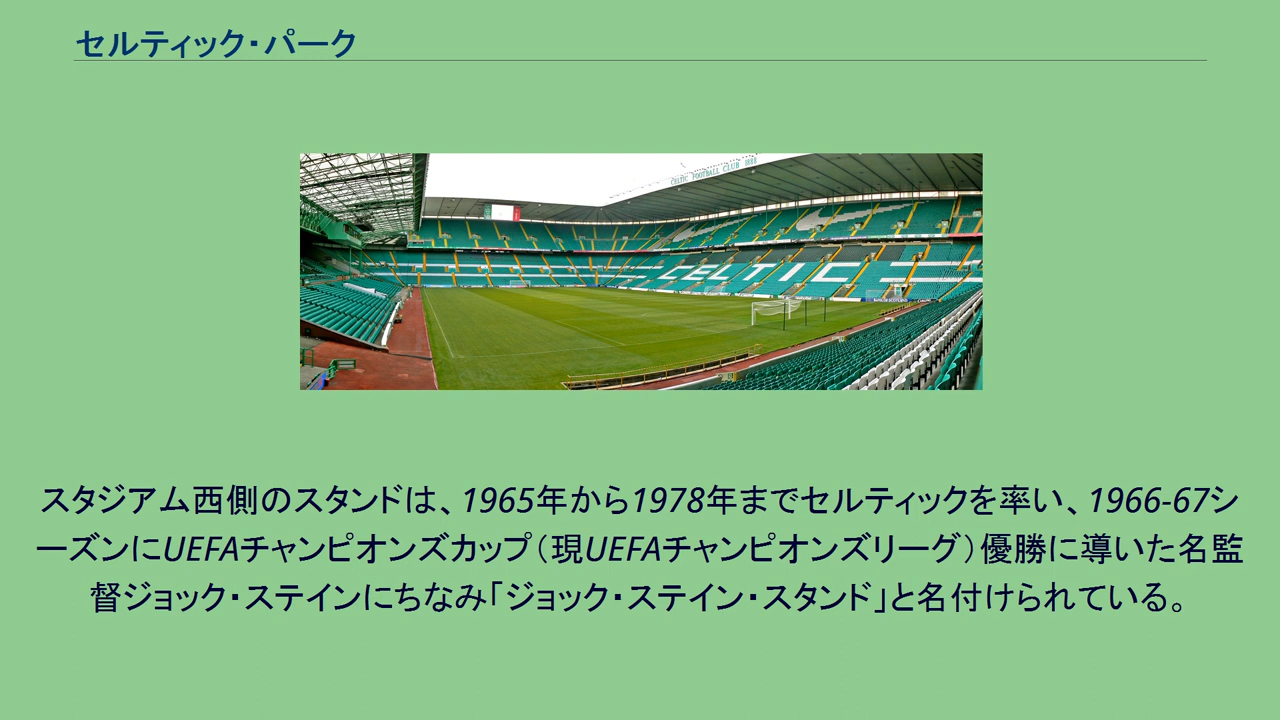 セルティック・パーク
CELTIC FOOTBALL CLUB 1888
CELTIC
スタジアム西側のスタンドは、1965年から1978年までセルティックを率い、1966-67シ
ーズンにUEFAチャンピオンズカップ（現UEFAチャンピオンズリーグ）優勝に導いた名監
督ジョック・ステインにちなみ「ジョック・ステイン・スタンド」と名付けられている。